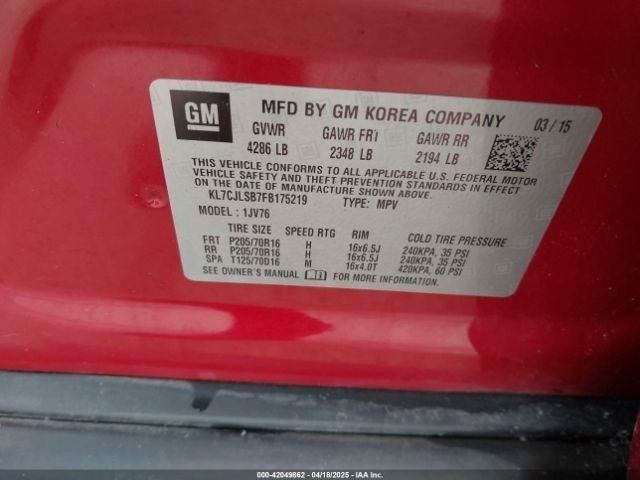 GM
MFD BY GM KOREA COMPANY 03/15
GVWR GAWR FRT GAWR RR
4286 LB 2348 LB 2194 LB
THIS VEHICLE CONFORMS TO ALL APPLICABLE U.S. FEDERAL MOTOR
VEHICLE SAFETY AND THEFT PREVENTION STANDARDS IN EFFECT
ON THE DATE OF MANUFACTURE SHOWN ABOVE.
KL7CJLSB7FB175219 TYPE: MPV
MODEL : 1JV76
TIRE SIZE SPEED RTG RIM COLD TIRE PRESSURE
FRT P205/70R16 H 16x6.5J 240KPA, 35 PSI
RR P205/70R16 H 16x6.5J 240KPA, 35 PSI
SPA T125/70D16 M 16x4.0T 420KPA, 60 PSI
SEE OWNER'S MANUAL FOR MORE INFORMATION.
000-42049862 - 04/18/2025 - IAA Inc.